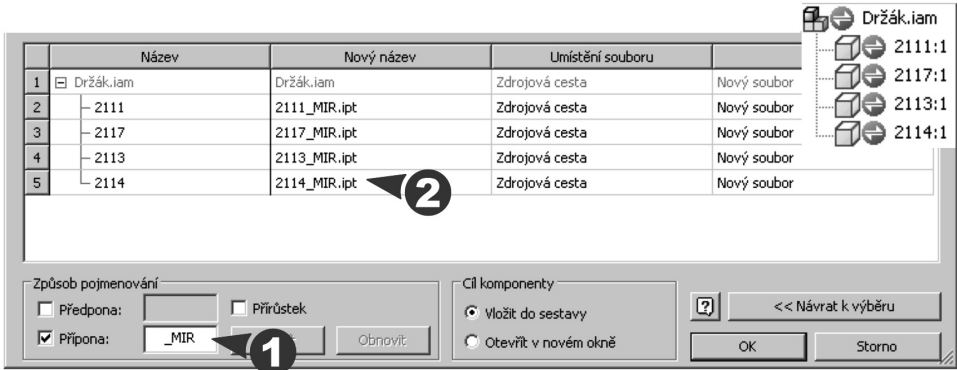 Držák.iam
2111:1
2117:1
2113:1
2114:1
Název Nový název Umístění souboru
1 Držák.iam Držák.iam Zdrojová cesta Nový soubor
2 2111 2111_MIR.ipt Zdrojová cesta Nový soubor
3 2117 2117_MIR.ipt Zdrojová cesta Nový soubor
4 2113 2113_MIR.ipt Zdrojová cesta Nový soubor
5 2114 2114_MIR.ipt Zdrojová cesta Nový soubor
2
Způsob pojmenování
Předpona: Přírůstek
Přípona: _MIR Obnovit
1
Cíl komponenty
Vložit do sestavy
Otevřít v novém okně
<< Návrat k výběru
OK Storno